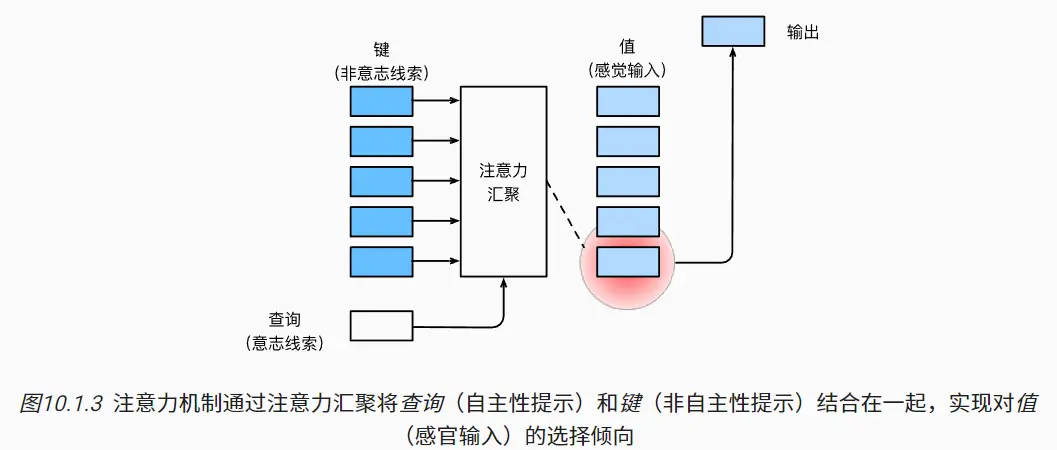 键
（非意志线索）
值
（感觉输入）
输出
注意力
汇聚
查询
（意志线索）
图10.1.3 注意力机制通过注意力汇聚将查询（自主性提示）和键（非自主性提示）结合在一起，实现对值
（感官输入）的选择倾向